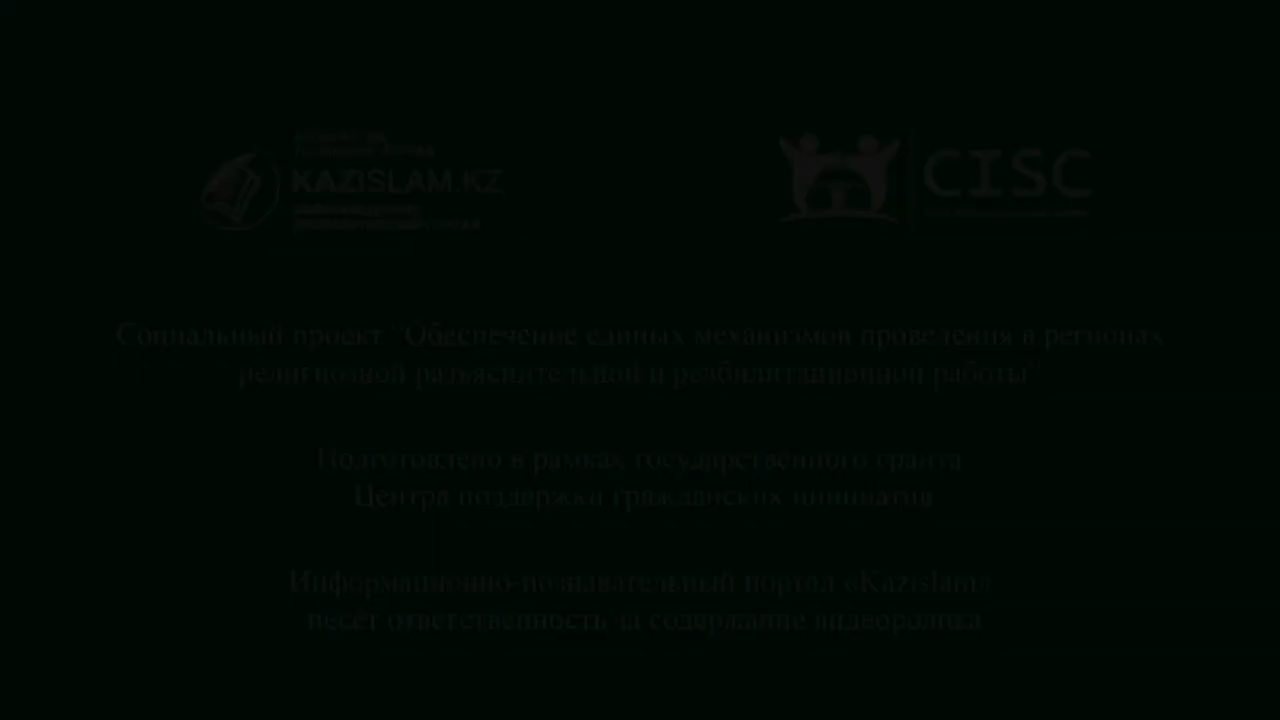 KAZISLAM.KZ
CISC
Социальный проект "Обеспечение единых механизмов проведения в регионах
религиозной разъяснительной и реабилитационной работы"
Подготовлено в рамках государственного гранта
Центра поддержки гражданских инициатив
Информационно-познавательный портал «Kazislam»
несёт ответственность за содержание видеоролика